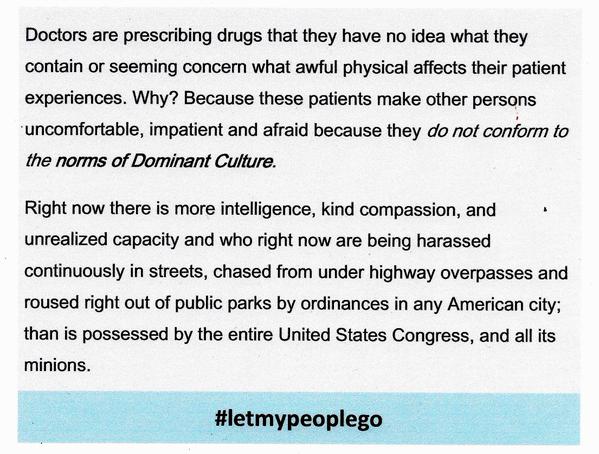 Doctors are prescribing drugs that they have no idea what they
contain or seeming concern what awful physical affects their patient
experiences. Why? Because these patients make other persons
uncomfortable, impatient and afraid because they do not conform to
the norms of Dominant Culture.
Right now there is more intelligence, kind compassion, and
unrealized capacity and who right now are being harassed
continuously in streets, chased from under highway overpasses and
roused right out of public parks by ordinances in any American city;
than is possessed by the entire United States Congress, and all its
minions.
#letmypeoplego